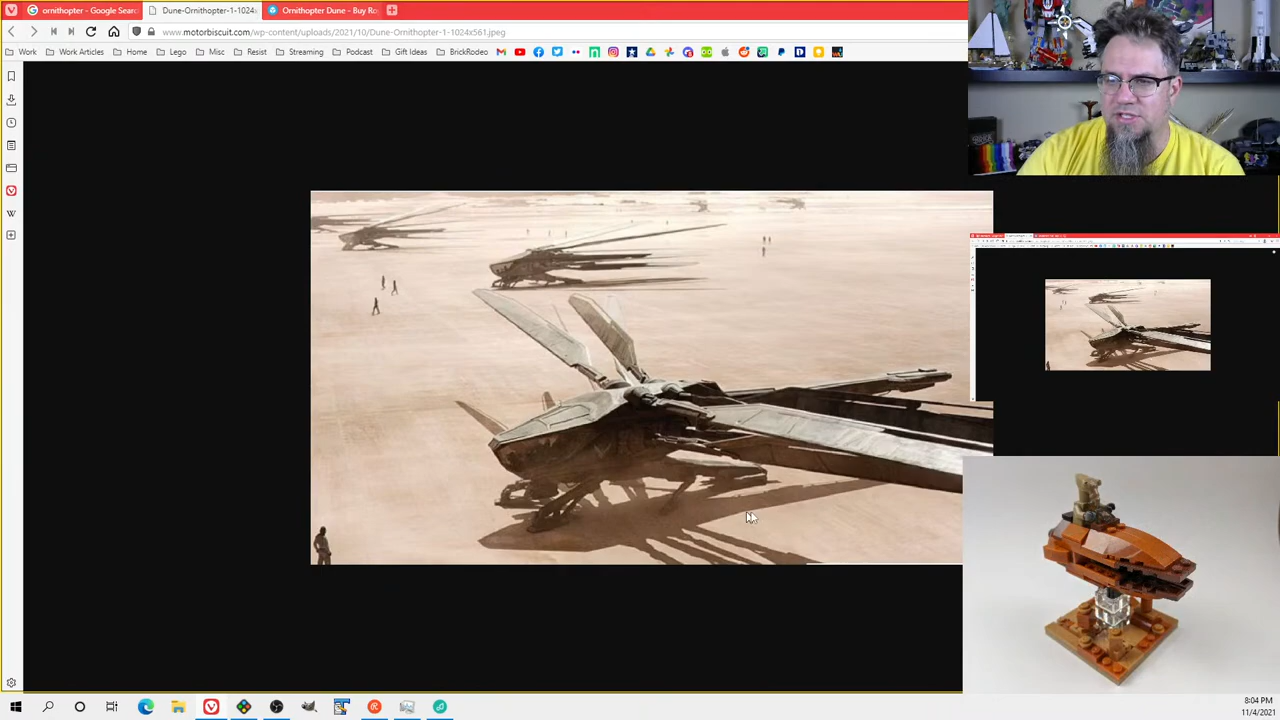 ornithopter - Google Searc
Dune-Ornithopter-1-1024x
Ornithopter Dune - Buy Ro
www.motorbiscuit.com/wp-content/uploads/2021/10/Dune-Ornithopter-1-1024x561.jpeg
Work
Work Articles
Home
Lego
Misc
Resist
Streaming
Podcast
Gift Ideas
BrickRodeo
8:04 PM
11/4/2021